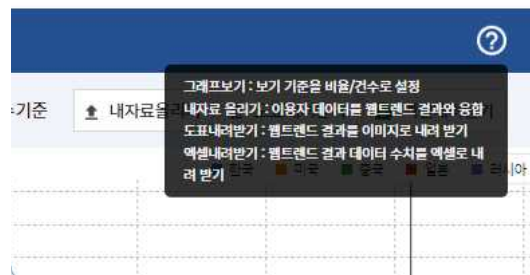 그래프보기 : 보기 기준을 비율/건수로 설정
수기준
내자료올리
내자료 올리기 : 이용자 데이터를 웹트렌드 결과와 융합
도표내려받기 : 웹트렌드 결과를 이미지로 내려 받기
엑셀내려받기 : 웹트렌드 결과 데이터 수치를 엑셀로 내
려 받기
한국 미국 중국 일본 러시아